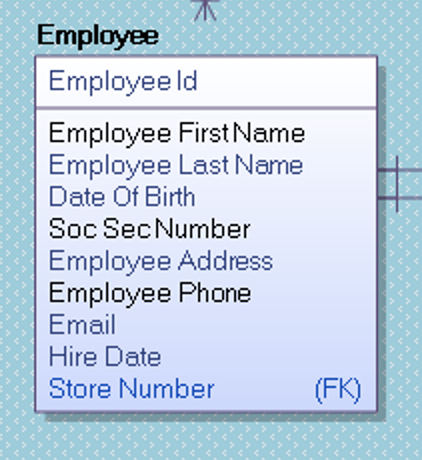 Employee
Employee Id
Employee First Name
Employee Last Name
Date Of Birth
Soc Sec Number
Employee Address
Employee Phone
Email
Hire Date
Store Number (FK)